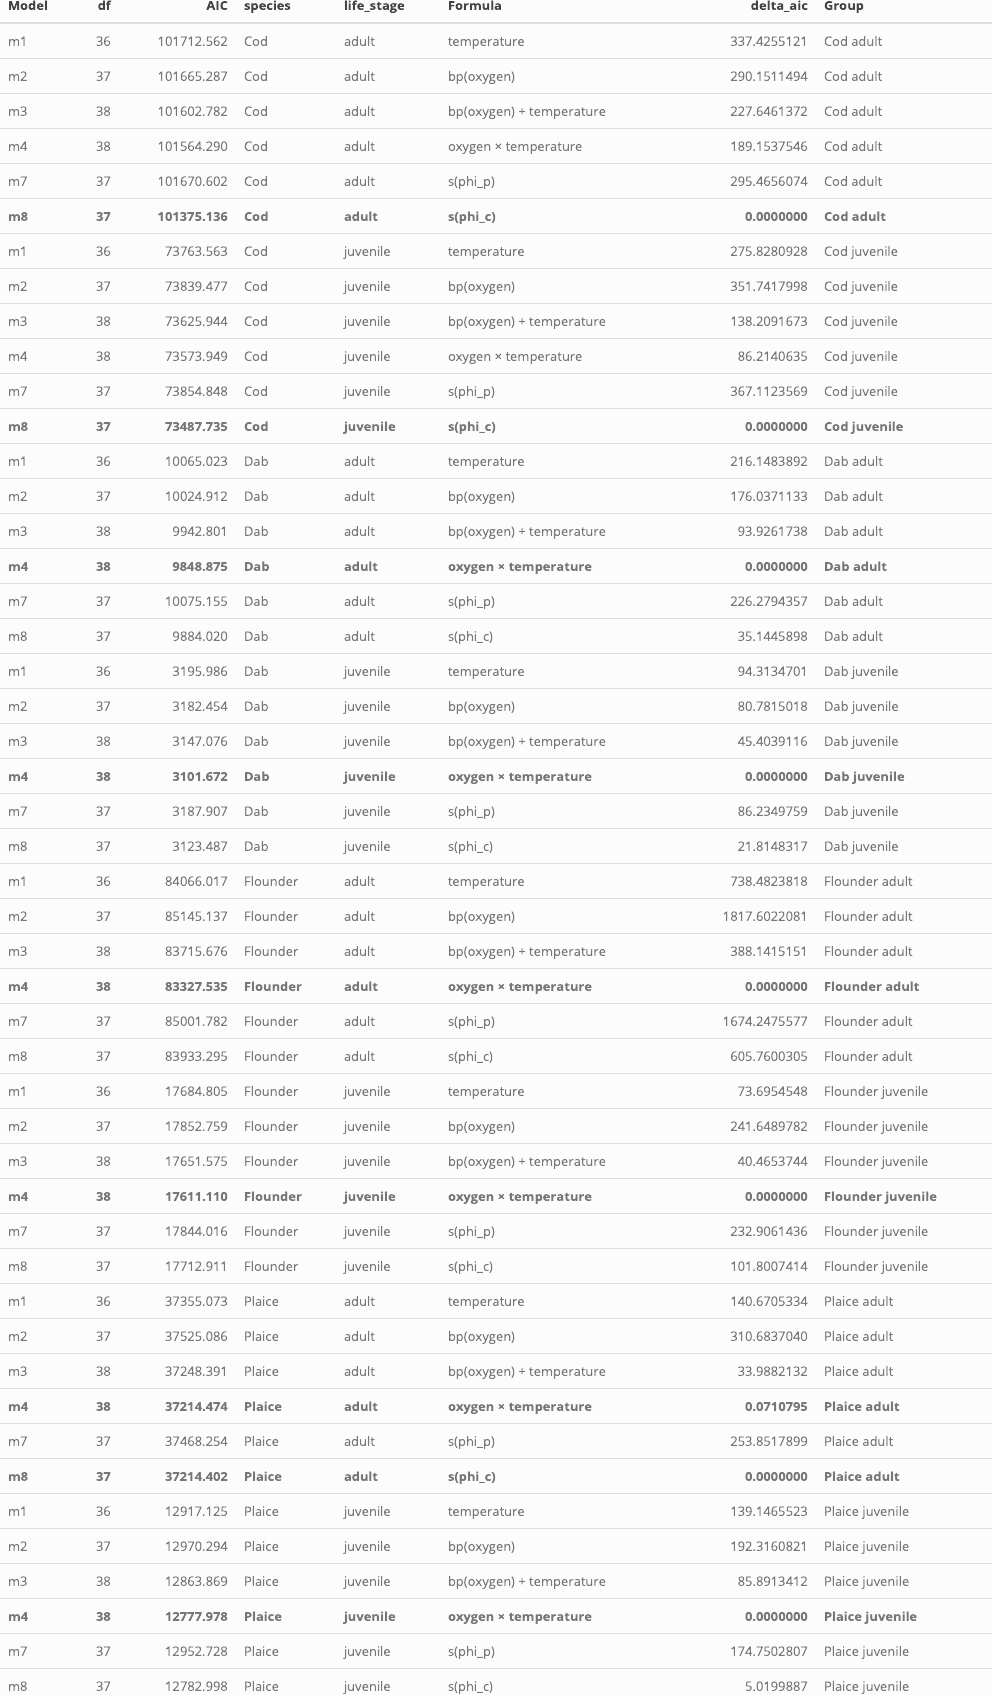 Model df AIC species life_stage Formula delta_aic Group
m1 36 101712.562 Cod adult temperature 337.4255121 Cod adult
m2 37 101665.287 Cod adult bp(oxygen) 290.1511494 Cod adult
m3 38 101602.782 Cod adult bp(oxygen) + temperature 227.6461372 Cod adult
m4 38 101564.290 Cod adult oxygen × temperature 189.1537546 Cod adult
m7 37 101670.602 Cod adult s(phi_p) 295.4656074 Cod adult
m8 37 101375.136 Cod adult s(phi_c) 0.0000000 Cod adult
m1 36 73763.563 Cod juvenile temperature 275.8280928 Cod juvenile
m2 37 73839.477 Cod juvenile bp(oxygen) 351.7417998 Cod juvenile
m3 38 73625.944 Cod juvenile bp(oxygen) + temperature 138.2091673 Cod juvenile
m4 38 73573.949 Cod juvenile oxygen × temperature 86.2140635 Cod juvenile
m7 37 73854.848 Cod juvenile s(phi_p) 367.1123569 Cod juvenile
m8 37 73487.735 Cod juvenile s(phi_c) 0.0000000 Cod juvenile
m1 36 10065.023 Dab adult temperature 216.1483892 Dab adult
m2 37 10024.912 Dab adult bp(oxygen) 176.0371133 Dab adult
m3 38 9942.801 Dab adult bp(oxygen) + temperature 93.9261738 Dab adult
m4 38 9848.875 Dab adult oxygen × temperature 0.0000000 Dab adult
m7 37 10075.155 Dab adult s(phi_p) 226.2794357 Dab adult
m8 37 9884.020 Dab adult s(phi_c) 35.1445898 Dab adult
m1 36 3195.986 Dab juvenile temperature 94.3134701 Dab juvenile
m2 37 3182.454 Dab juvenile bp(oxygen) 80.7815018 Dab juvenile
m3 38 3147.076 Dab juvenile bp(oxygen) + temperature 45.4039116 Dab juvenile
m4 38 3101.672 Dab juvenile oxygen × temperature 0.0000000 Dab juvenile
m7 37 3187.907 Dab juvenile s(phi_p) 86.2349759 Dab juvenile
m8 37 3123.487 Dab juvenile s(phi_c) 21.8148317 Dab juvenile
m1 36 84066.017 Flounder adult temperature 738.4823818 Flounder adult
m2 37 85145.137 Flounder adult bp(oxygen) 1817.6022081 Flounder adult
m3 38 83715.676 Flounder adult bp(oxygen) + temperature 388.1415151 Flounder adult
m4 38 83327.535 Flounder adult oxygen × temperature 0.0000000 Flounder adult
m7 37 85001.782 Flounder adult s(phi_p) 1674.2475577 Flounder adult
m8 37 83933.295 Flounder adult s(phi_c) 605.7600305 Flounder adult
m1 36 17684.805 Flounder juvenile temperature 73.6954548 Flounder juvenile
m2 37 17852.759 Flounder juvenile bp(oxygen) 241.6489782 Flounder juvenile
m3 38 17651.575 Flounder juvenile bp(oxygen) + temperature 40.4653744 Flounder juvenile
m4 38 17611.110 Flounder juvenile oxygen × temperature 0.0000000 Flounder juvenile
m7 37 17844.016 Flounder juvenile s(phi_p) 232.9061436 Flounder juvenile
m8 37 17712.911 Flounder juvenile s(phi_c) 101.8007414 Flounder juvenile
m1 36 37355.073 Plaice adult temperature 140.6705334 Plaice adult
m2 37 37525.086 Plaice adult bp(oxygen) 310.6837040 Plaice adult
m3 38 37248.391 Plaice adult bp(oxygen) + temperature 33.9882132 Plaice adult
m4 38 37214.474 Plaice adult oxygen × temperature 0.0710795 Plaice adult
m7 37 37468.254 Plaice adult s(phi_p) 253.8517899 Plaice adult
m8 37 37214.402 Plaice adult s(phi_c) 0.0000000 Plaice adult
m1 36 12917.125 Plaice juvenile temperature 139.1465523 Plaice juvenile
m2 37 12970.294 Plaice juvenile bp(oxygen) 192.3160821 Plaice juvenile
m3 38 12863.869 Plaice juvenile bp(oxygen) + temperature 85.8913412 Plaice juvenile
m4 38 12777.978 Plaice juvenile oxygen × temperature 0.0000000 Plaice juvenile
m7 37 12952.728 Plaice juvenile s(phi_p) 174.7502807 Plaice juvenile
m8 37 12782.998 Plaice juvenile s(phi_c) 5.0199887 Plaice juvenile